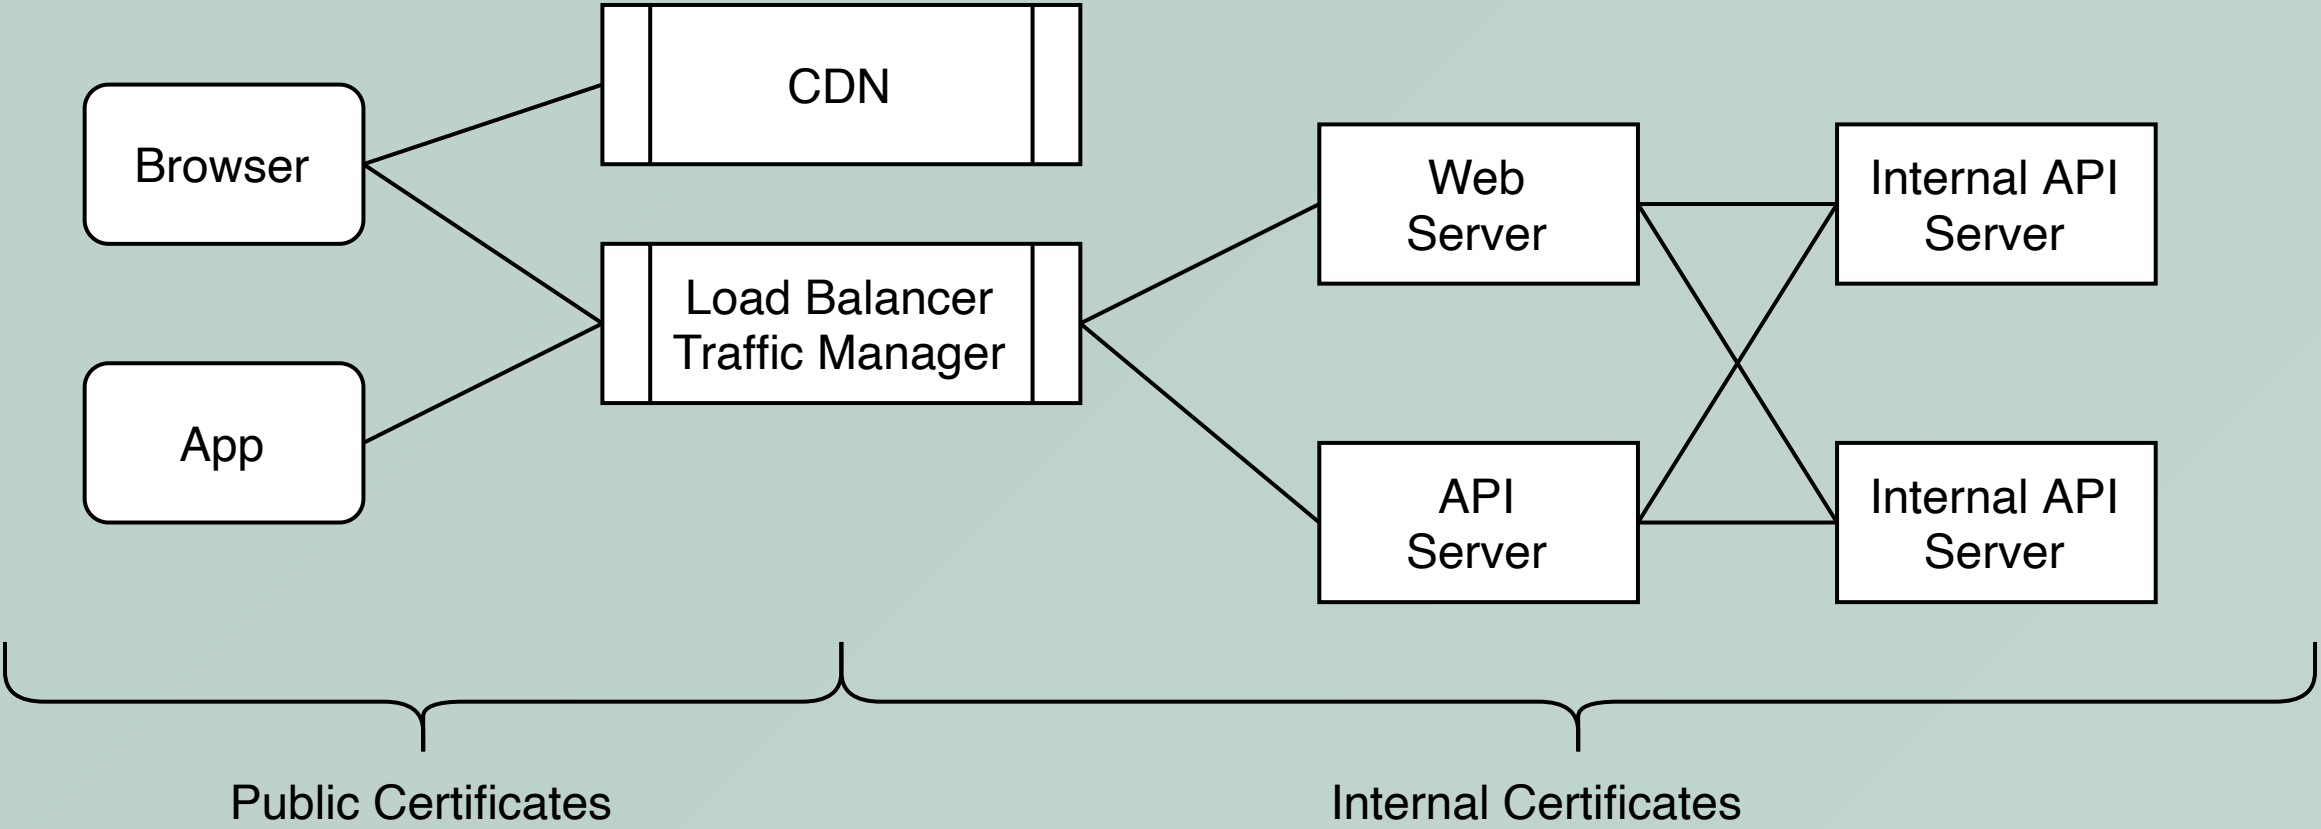 CDN
Browser
Load Balancer
Traffic Manager
App
Web
Server
Internal API
Server
API
Server
Internal API
Server
Public Certificates
Internal Certificates